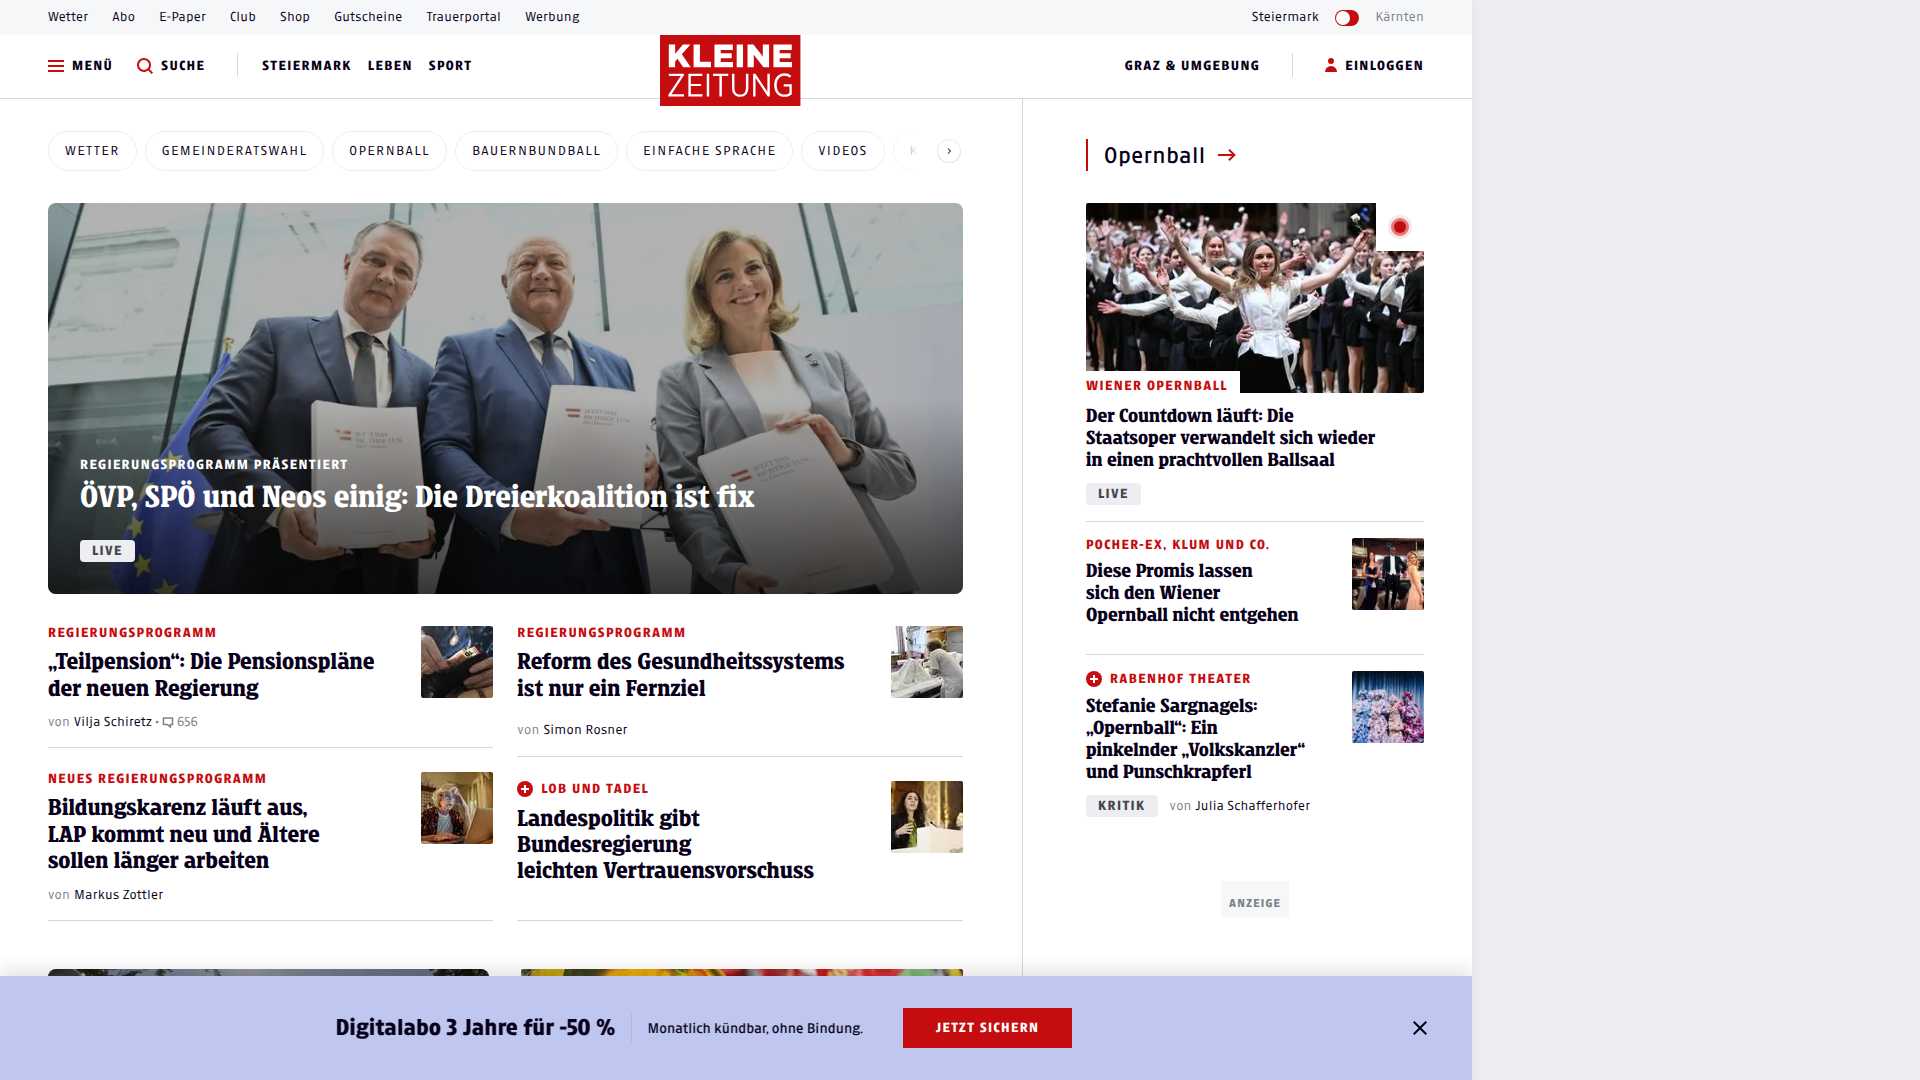 Wetter Abo E-Paper Club Shop Gutscheine Trauerportal Werbung Steiermark Kärnten
MENÜ SUCHE STEIERMARK LEBEN SPORT KLEINE ZEITUNG GRAZ & UMGEBUNG EINLOGGEN
WETTER GEMEINDERATSWAHL OPERNBALL BAUERNBUNDBALL EINFACHE SPRACHE VIDEOS K
REGIERUNGSPROGRAMM PRÄSENTIERT
ÖVP, SPÖ und Neos einig: Die Dreierkoalition ist fix
LIVE
REGIERUNGSPROGRAMM
„Teilpension“: Die Pensionspläne
der neuen Regierung
von Vilja Schiretz • 656
REGIERUNGSPROGRAMM
Reform des Gesundheitssystems
ist nur ein Fernziel
von Simon Rosner
NEUES REGIERUNGSPROGRAMM
Bildungskarenz läuft aus,
LAP kommt neu und Ältere
sollen länger arbeiten
von Markus Zottler
LOB UND TADEL
Landespolitik gibt
Bundesregierung
leichten Vertrauensvorschuss
Opernball
WIENER OPERNBALL
Der Countdown läuft: Die
Staatsoper verwandelt sich wieder
in einen prachtvollen Ballsaal
LIVE
POCHER-EX, KLUM UND CO.
Diese Promis lassen
sich den Wiener
Opernball nicht entgehen
RABENHOF THEATER
Stefanie Sargnagels:
„Opernball“: Ein
pinkelnder „Volkskanzler“
und Punschkrapferl
KRITIK von Julia Schafferhofer
ANZEIGE
Digitalabo 3 Jahre für -50 % Monatlich kündbar, ohne Bindung. JETZT SICHERN